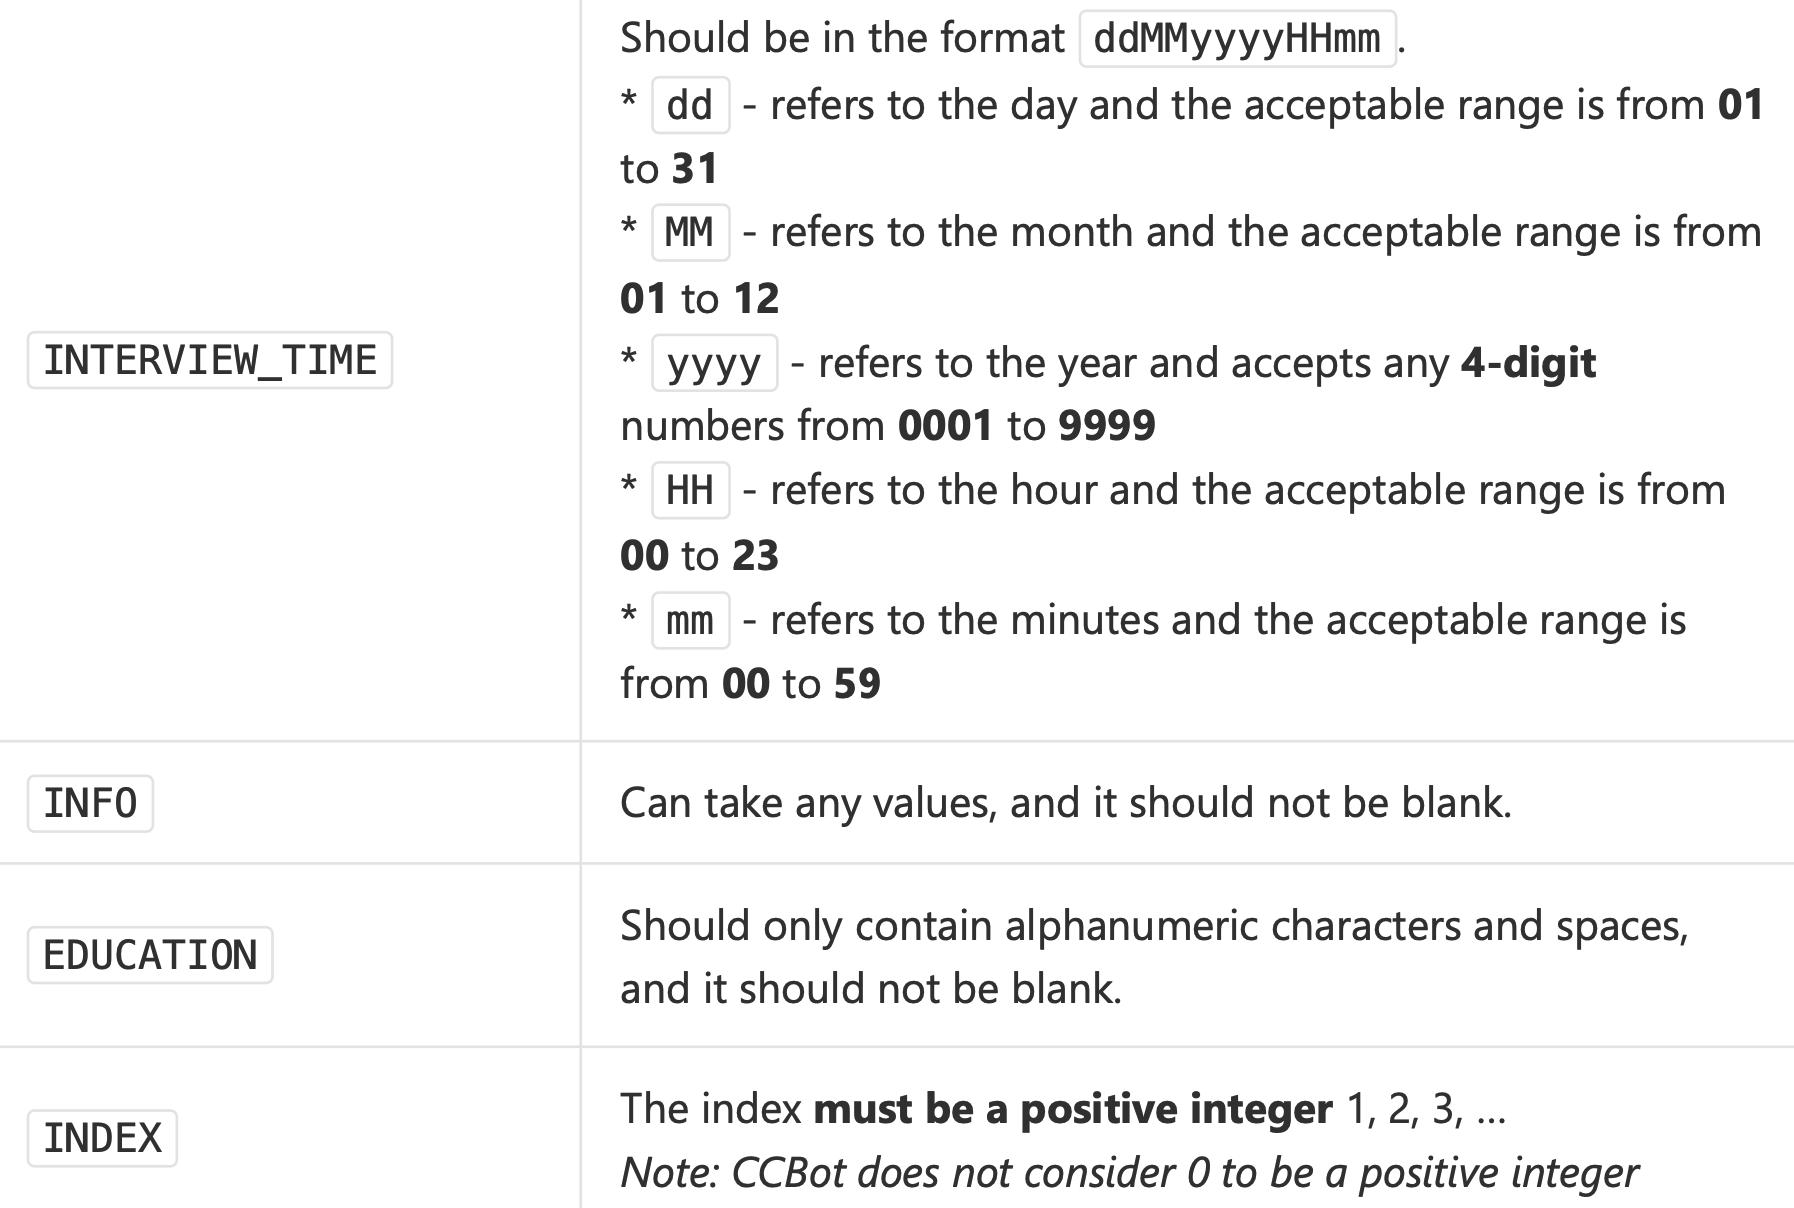 Should be in the format ddMMyyyyHHmm.
* dd - refers to the day and the acceptable range is from 01
to 31
* MM - refers to the month and the acceptable range is from
01 to 12
INTERVIEW_TIME
* yyyy - refers to the year and accepts any 4-digit
numbers from 0001 to 9999
* HH - refers to the hour and the acceptable range is from
00 to 23
* mm - refers to the minutes and the acceptable range is
from 00 to 59
INFO
Can take any values, and it should not be blank.
EDUCATION
Should only contain alphanumeric characters and spaces,
and it should not be blank.
INDEX
The index must be a positive integer 1, 2, 3, …
Note: CCBot does not consider 0 to be a positive integer